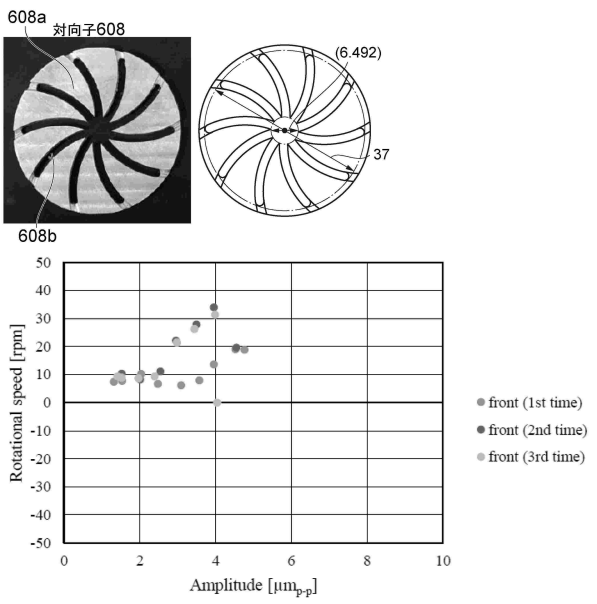 608a
対向子608
608b
(6.492)
37
50
40
30
20
10
0
-10
-20
-30
-40
-50
Rotational speed [rpm]
0 2 4 6 8 10
Amplitude [μmp-p]
front (1st time)
front (2nd time)
front (3rd time)